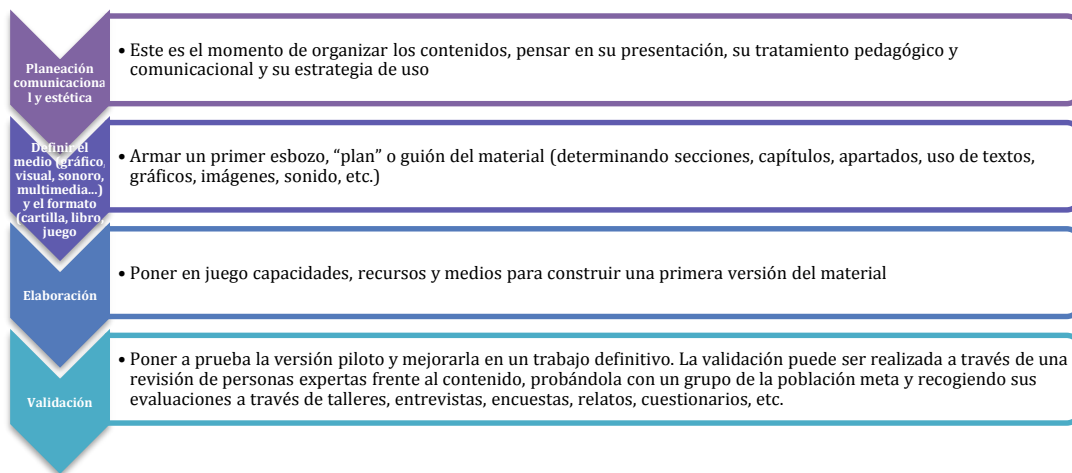 Planeación
comunicaciona
l y estética
• Este es el momento de organizar los contenidos, pensar en su presentación, su tratamiento pedagógico y
comunicacional y su estrategia de uso
Definir el
medio (gráfico,
visual, sonoro,
multimedia...)
y el formato
(cartilla, libro,
juego
• Armar un primer esbozo, “plan” o guión del material (determinando secciones, capítulos, apartados, uso de textos,
gráficos, imágenes, sonido, etc.)
Elaboración
• Poner en juego capacidades, recursos y medios para construir una primera versión del material
Validación
• Poner a prueba la versión piloto y mejorarla en un trabajo definitivo. La validación puede ser realizada a través de una
revisión de personas expertas frente al contenido, probándola con un grupo de la población meta y recogiendo sus
evaluaciones a través de talleres, entrevistas, encuestas, relatos, cuestionarios, etc.